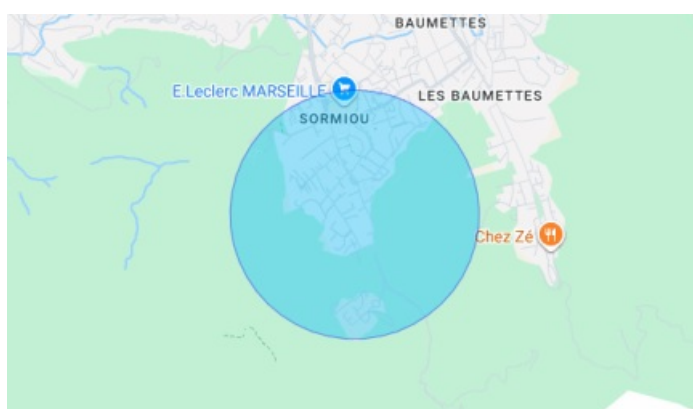 BAUMETTES
E.Leclerc MARSEILLE
LES BAUMETTES
SORMIOU
Chez Zé